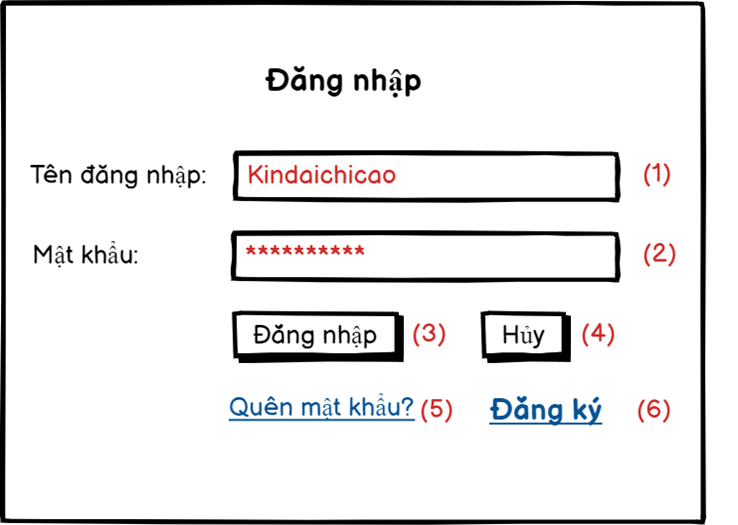 Đăng nhập
Tên đăng nhập: Kindaichicao (1)
Mật khẩu: ********** (2)
Đăng nhập (3) Hủy (4)
Quên mật khẩu? (5) Đăng ký (6)